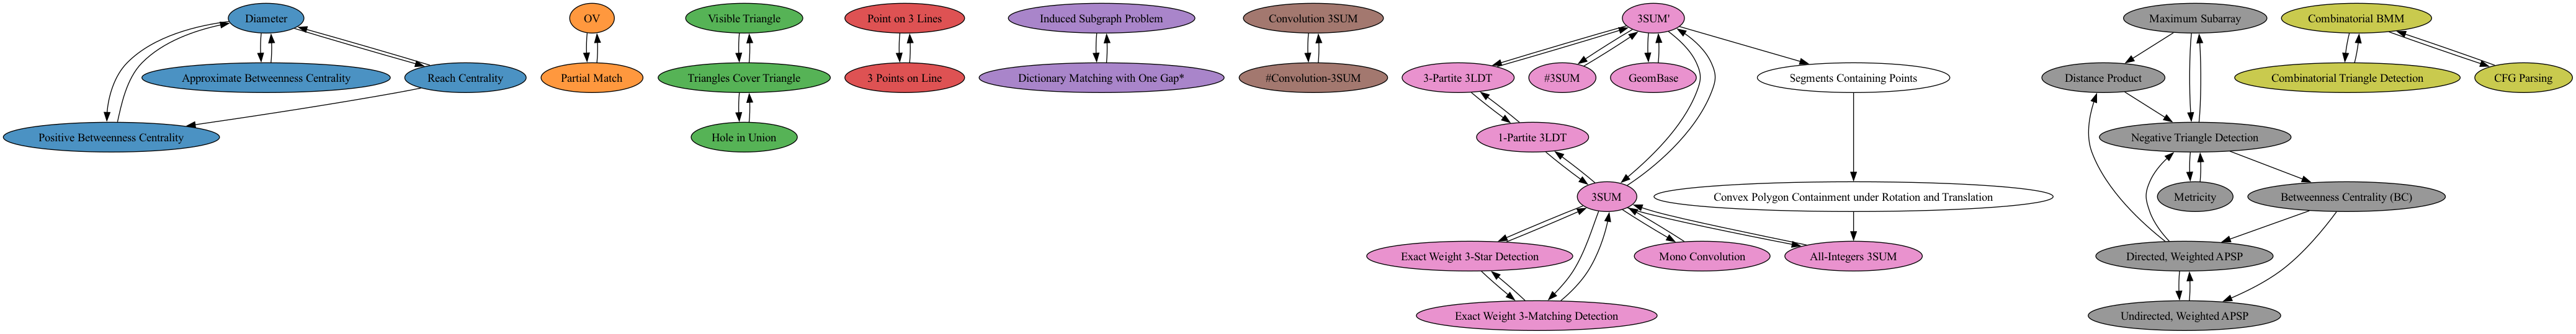 Diameter
OV
Visible Triangle
Point on 3 Lines
Induced Subgraph Problem
Convolution 3SUM
3SUM'
Maximum Subarray
Combinatorial BMM
Approximate Betweenness Centrality
Reach Centrality
Partial Match
Triangles Cover Triangle
3 Points on Line
Dictionary Matching with One Gap*
#Convolution-3SUM
3-Partite 3LDT
#3SUM
GeomBase
Segments Containing Points
Distance Product
Combinatorial Triangle Detection
CFG Parsing
Positive Betweenness Centrality
Hole in Union
1-Partite 3LDT
Negative Triangle Detection
3SUM
Convex Polygon Containment under Rotation and Translation
Metricity
Betweenness Centrality (BC)
Exact Weight 3-Star Detection
Mono Convolution
All-Integers 3SUM
Directed, Weighted APSP
Exact Weight 3-Matching Detection
Undirected, Weighted APSP